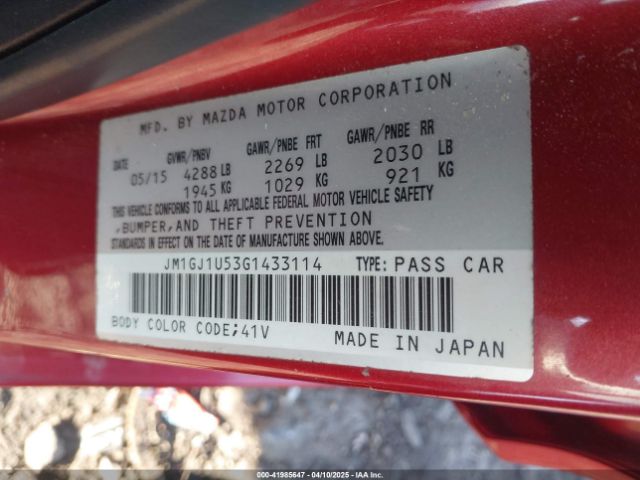 MFD. BY MAZDA MOTOR CORPORATION
DATE GVWR/PNBV GAWR/PNBE FRT GAWR/PNBE RR
05/15 4288 LB 2269 LB 2030 LB
1945 KG 1029 KG 921 KG
THIS VEHICLE CONFORMS TO ALL APPLICABLE FEDERAL MOTOR VEHICLE SAFETY
,BUMPER,AND THEFT PREVENTION
STANDARDS IN EFFECT ON THE DATE OF MANUFACTURE SHOWN ABOVE.
JM1GJ1U53G1433114 TYPE: PASS CAR
BODY COLOR CODE;41V MADE IN JAPAN
000-41985647 - 04/10/2025 - IAAI.COM